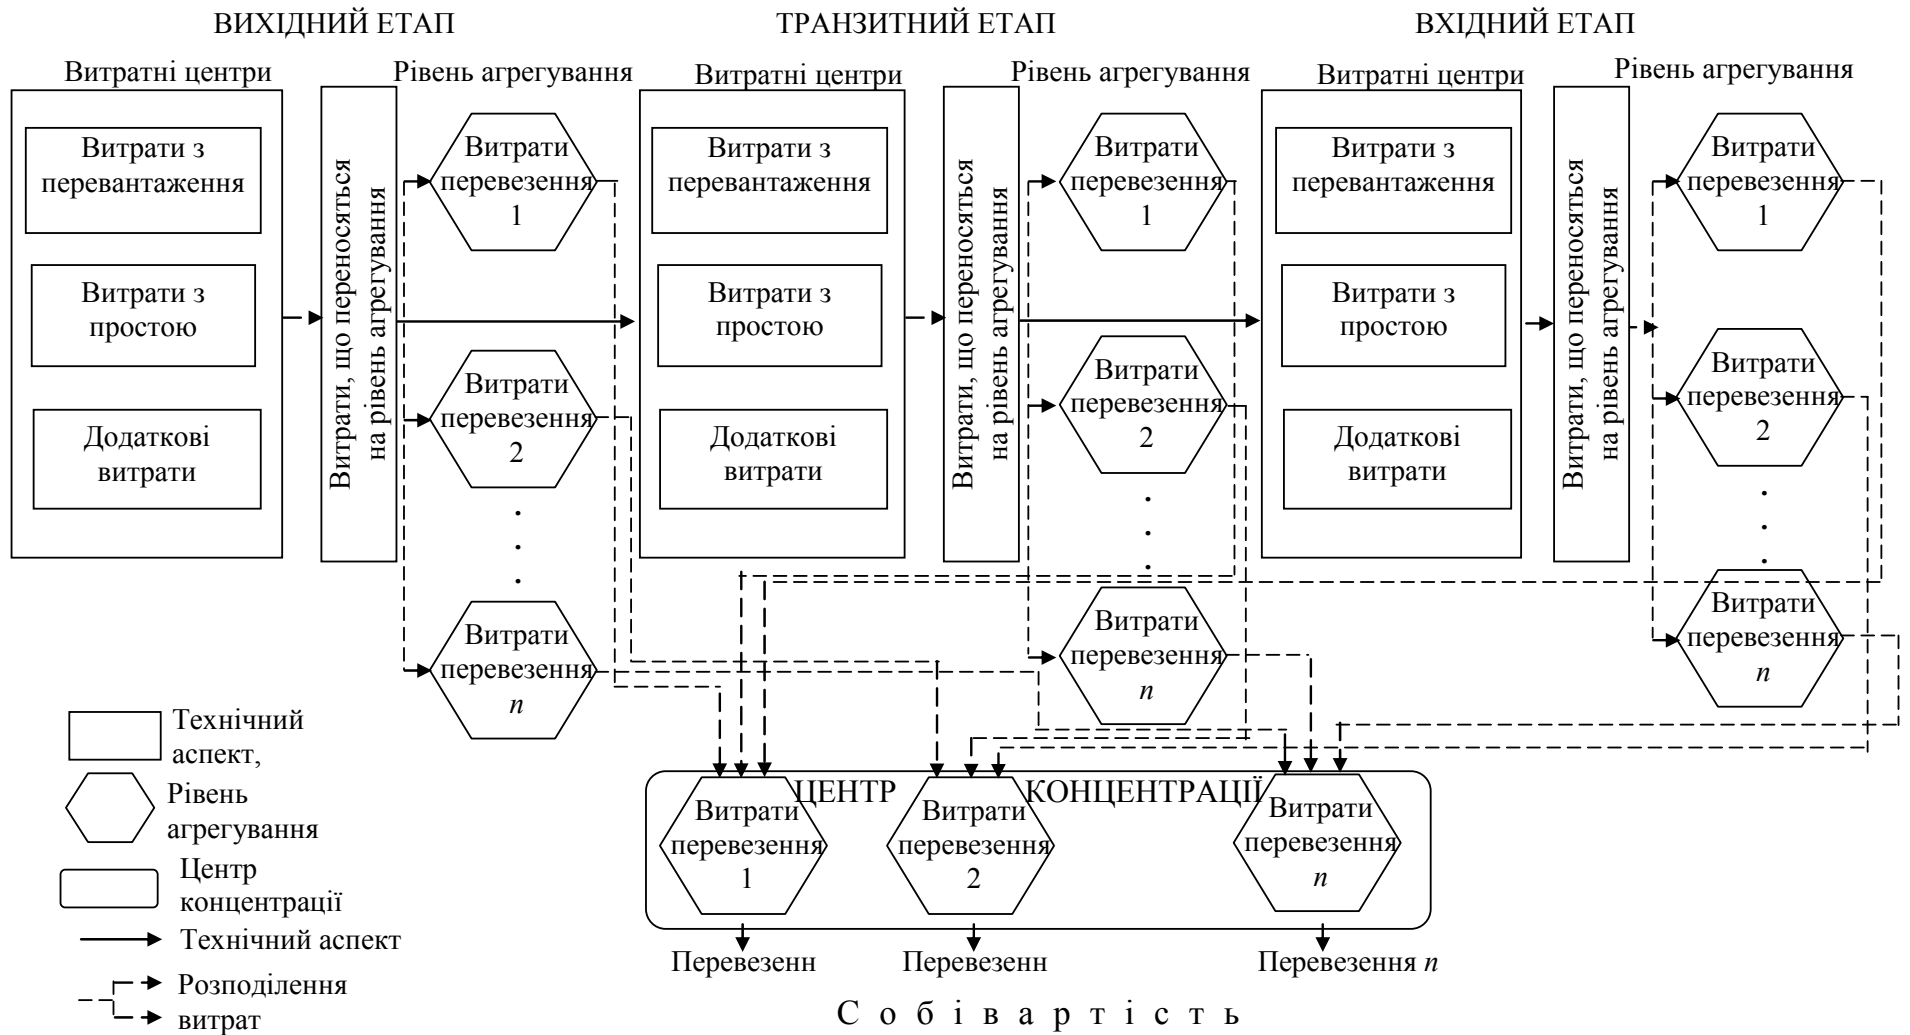 ВИХІДНИЙ ЕТАП
Витратні центри
Рівень агрегування
Витрати з
перевантаження
Витрати з
простою
Додаткові
витрати
Витрати, що переносяться
на рівень агрегування
Витрати
перевезення
1
Витрати
перевезення
2
. . .
Витрати
перевезення
n
ТРАНЗИТНИЙ ЕТАП
Витратні центри
Рівень агрегування
Витрати з
перевантаження
Витрати з
простою
Додаткові
витрати
Витрати, що переносяться
на рівень агрегування
Витрати
перевезення
1
Витрати
перевезення
2
. . .
Витрати
перевезення
n
ВХІДНИЙ ЕТАП
Витратні центри
Рівень агрегування
Витрати з
перевантаження
Витрати з
простою
Додаткові
витрати
Витрати, що переносяться
на рівень агрегування
Витрати
перевезення
1
Витрати
перевезення
2
. . .
Витрати
перевезення
n
ЦЕНТР КОНЦЕНТРАЦІЇ
Витрати
перевезення
1
Витрати
перевезення
2
Витрати
перевезення
n
Перевезенн
Перевезенн
Перевезення n
С о б і в а р т і с т ь
Технічний
аспект,
Рівень
агрегування
Центр
концентрації
Технічний аспект
Розподілення
витрат